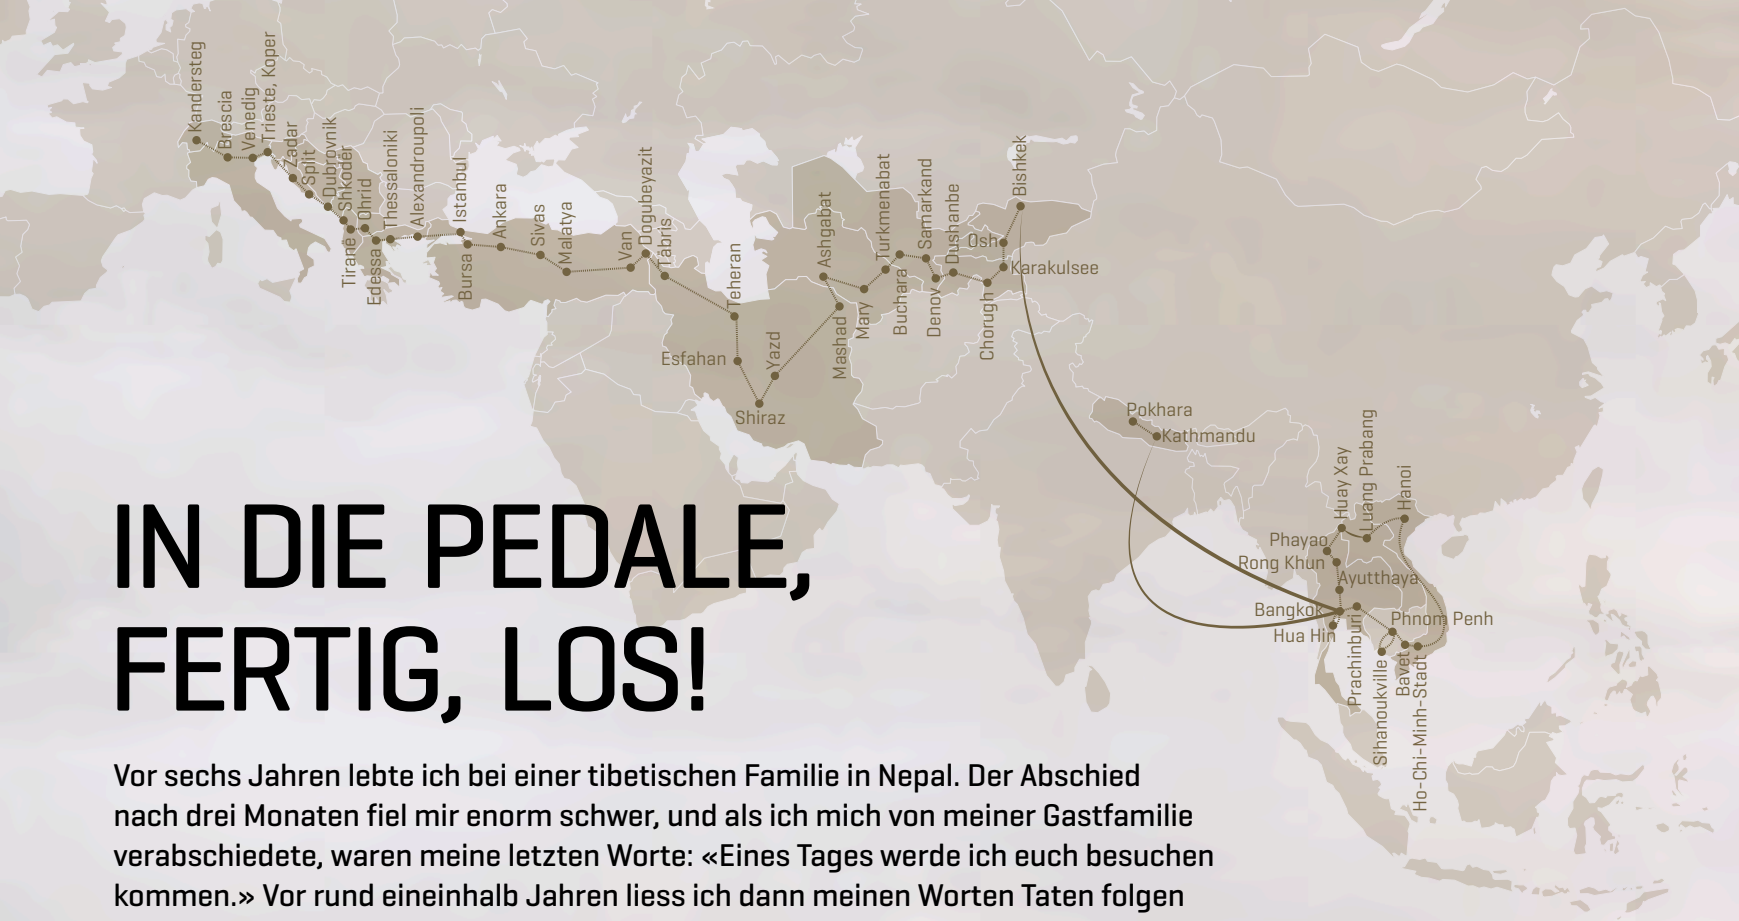 Kandersteg
Brescia
Venedig
Trieste, Koper
Zadar
Split
Dubrovnik
Shkoder
Tirane
Ohrid
Edessa
Thessaloniki
Alexandroupoli
Istanbul
Bursa
Ankara
Sivas
Malatya
Van
Dogubeyazit
Täbris
Teheran
Esfahan
Shiraz
Yazd
Mashad
Ashgabat
Mary
Turkmenabat
Buchara
Samarkand
Denov
Dushanbe
Chorugh
Karakulsee
Osh
Bishkek
Pokhara
Kathmandu
Huay Xay
Luang Prabang
Hanoi
Phayao
Rong Khun
Ayutthaya
Bangkok
Hua Hin
Prachinburi
Phnom Penh
Sihanoukville
Bavet
Ho-Chi-Minh-Stadt
IN DIE PEDALE,
FERTIG, LOS!
Vor sechs Jahren lebte ich bei einer tibetischen Familie in Nepal. Der Abschied
nach drei Monaten fiel mir enorm schwer, und als ich mich von meiner Gastfamilie
verabschiedete, waren meine letzten Worte: «Eines Tages werde ich euch besuchen
kommen.» Vor rund eineinhalb Jahren liess ich dann meinen Worten Taten folgen